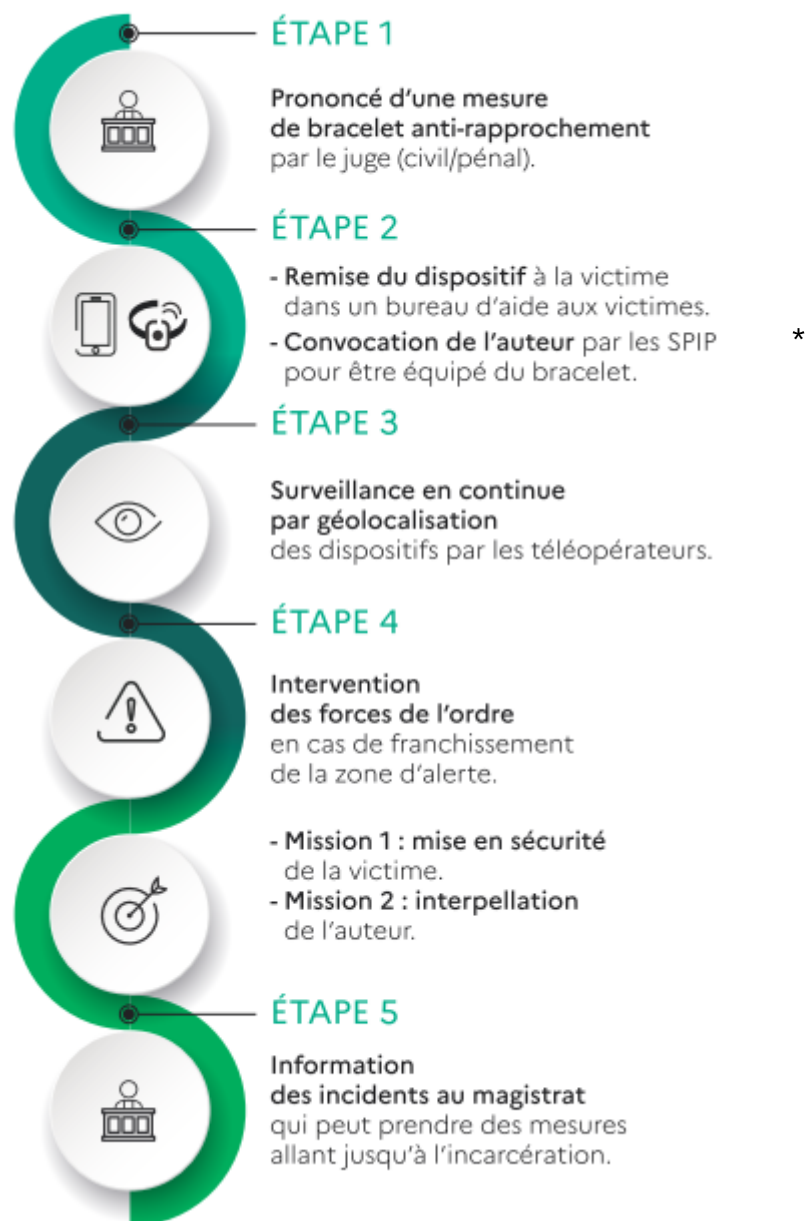 ÉTAPE 1
Prononcé d'une mesure
de bracelet anti-rapprochement
par le juge (civil/pénal).
ÉTAPE 2
- Remise du dispositif à la victime
dans un bureau d'aide aux victimes.
- Convocation de l'auteur par les SPIP *
pour être équipé du bracelet.
ÉTAPE 3
Surveillance en continue
par géolocalisation
des dispositifs par les téléopérateurs.
ÉTAPE 4
Intervention
des forces de l'ordre
en cas de franchissement
de la zone d'alerte.
- Mission 1 : mise en sécurité
de la victime.
- Mission 2 : interpellation
de l'auteur.
ÉTAPE 5
Information
des incidents au magistrat
qui peut prendre des mesures
allant jusqu'à l'incarcération.